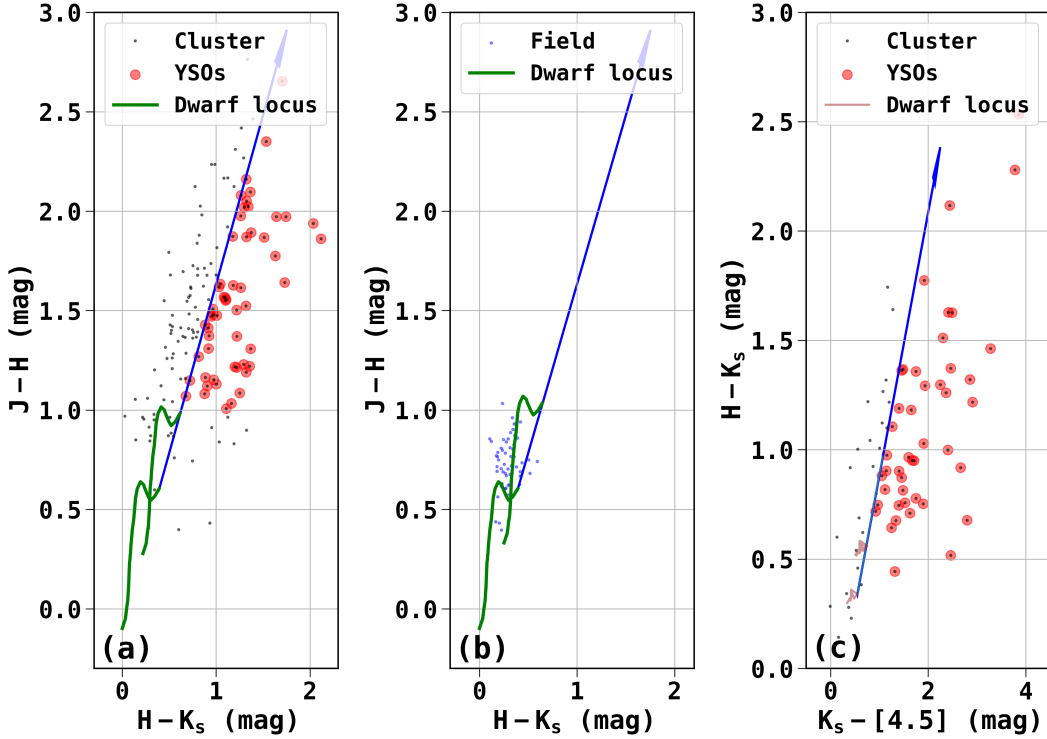 3.0
2.5
2.0
1.5
1.0
0.5
0.0
J − H (mag)
Cluster
YSOs
Dwarf locus
(a)
0 1 2
H − Ks (mag)
3.0
2.5
2.0
1.5
1.0
0.5
0.0
J − H (mag)
Field
Dwarf locus
(b)
0 1 2
H − Ks (mag)
3.0
2.5
2.0
1.5
1.0
0.5
0.0
H − Ks (mag)
Cluster
YSOs
Dwarf locus
(c)
0 2 4
Ks − [4.5] (mag)